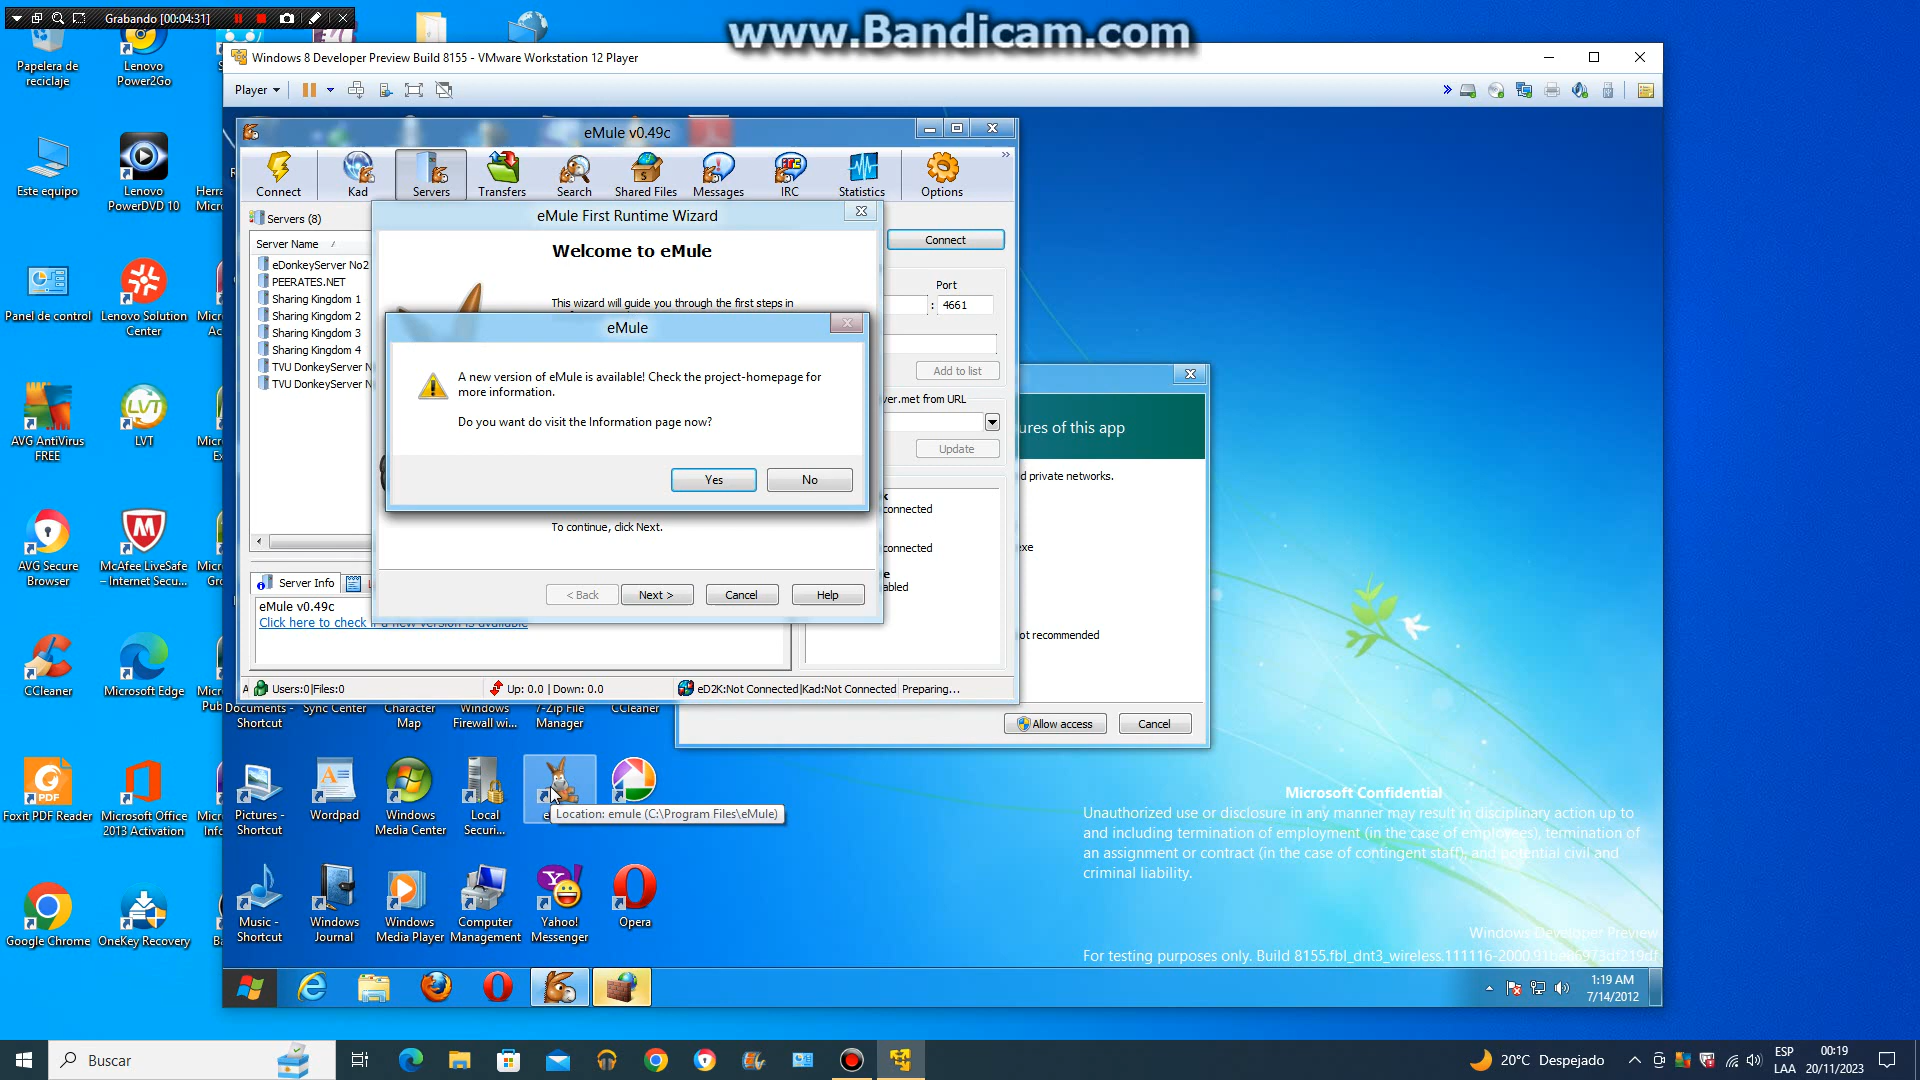 Grabando [00:04:31]
www.Bandicam.com
Papelera de
reciclaje
Lenovo
Power2Go
Este equipo
Lenovo
PowerDVD 10
Panel de control
Lenovo Solution
Center
AVG AntiVirus
FREE
LVT
AVG Secure
Browser
McAfee LiveSafe
– Internet Secu...
CCleaner
Microsoft Edge
Foxit PDF Reader
Microsoft Office
2013 Activation
Google Chrome
OneKey Recovery
Windows 8 Developer Preview Build 8155 - VMware Workstation 12 Player
Player
eMule v0.49c
Connect
Kad
Servers
Transfers
Search
Shared Files
Messages
IRC
Statistics
Options
Servers (8)
Server Name
eDonkeyServer No2
PEERATES.NET
Sharing Kingdom 1
Sharing Kingdom 2
Sharing Kingdom 3
Sharing Kingdom 4
TVU DonkeyServer N
TVU DonkeyServer N
Connect
Port
: 4661
Add to list
ver.met from URL
Update
onnected
onnected
abled
eMule First Runtime Wizard
Welcome to eMule
This wizard will guide you through the first steps in
eMule
A new version of eMule is available! Check the project-homepage for
more information.
Do you want do visit the Information page now?
Yes
No
To continue, click Next.
< Back
Next >
Cancel
Help
Server Info
eMule v0.49c
Click here to check if a new version is available
Users:0|Files:0
Up: 0.0 | Down: 0.0
eD2K:Not Connected|Kad:Not Connected
Preparing...
ures of this app
d private networks.
xe
ot recommended
Allow access
Cancel
Documents -
Shortcut
Sync Center
Character
Map
Windows
Firewall wi...
7-Zip File
Manager
CCleaner
Pictures -
Shortcut
Wordpad
Windows
Media Center
Local
Securi...
Location: emule (C:\Program Files\eMule)
Music -
Shortcut
Windows
Journal
Windows
Media Player
Computer
Management
Yahoo!
Messenger
Opera
Microsoft Confidential
Unauthorized use or disclosure in any manner may result in disciplinary action up to
and including termination of employment (in the case of employees), termination of
an assignment or contract (in the case of contingent staff), and potential civil and
criminal liability.
Windows Developer Preview
For testing purposes only. Build 8155.fbl_dnt3_wireless.111116-2000.
1:19 AM
7/14/2012
Buscar
20°C Despejado
ESP
LAA
00:19
20/11/2023